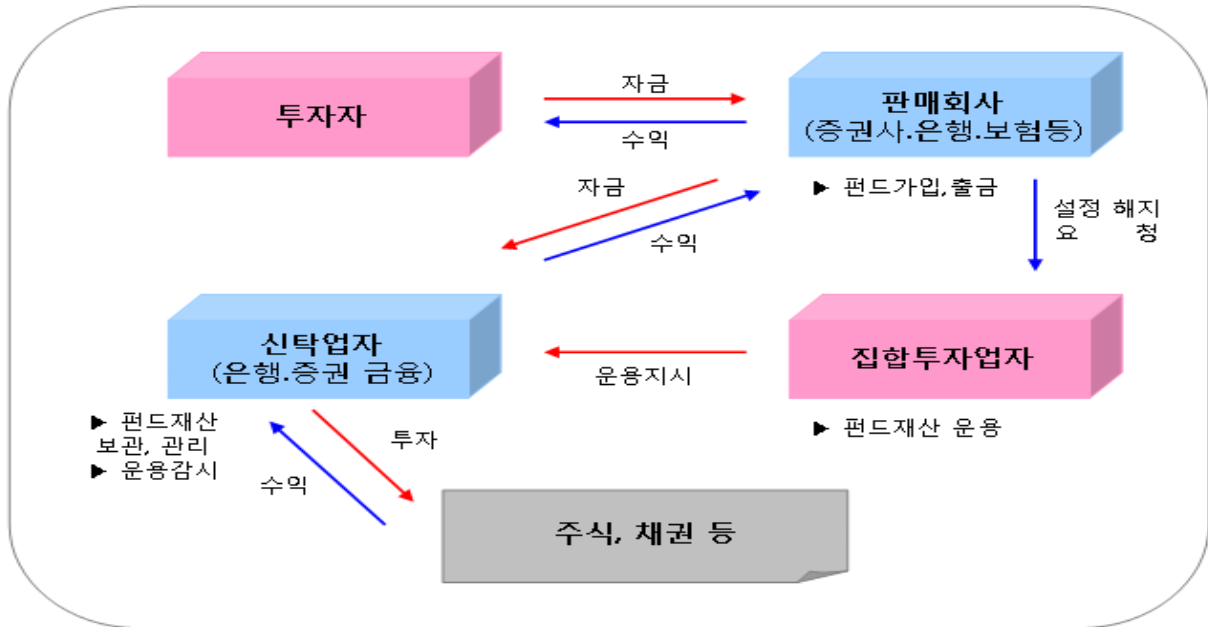 투자자
자금
수익
판매회사
(증권사.은행.보험등)
▶ 펀드가입,출금
자금
수익
설정 해지
요 청
신탁업자
(은행.증권 금융)
운용지시
집합투자업자
▶ 펀드재산
보관, 관리
▶ 운용감시
▶ 펀드재산 운용
투자
수익
주식, 채권 등